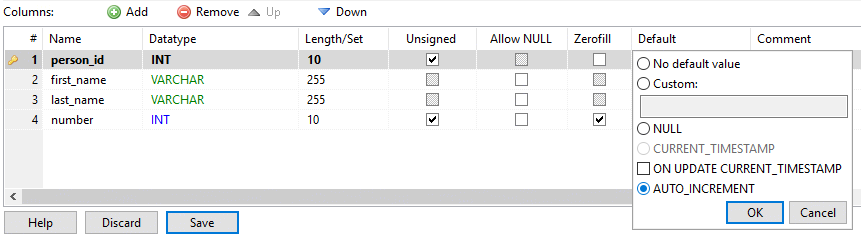 Columns: Add Remove Up Down
# Name Datatype Length/Set Unsigned Allow NULL Zerofill Default Comment
1 person_id INT 10
2 first_name VARCHAR 255
3 last_name VARCHAR 255
4 number INT 10
No default value
Custom:
NULL
CURRENT_TIMESTAMP
ON UPDATE CURRENT_TIMESTAMP
AUTO_INCREMENT
OK Cancel
Help Discard Save